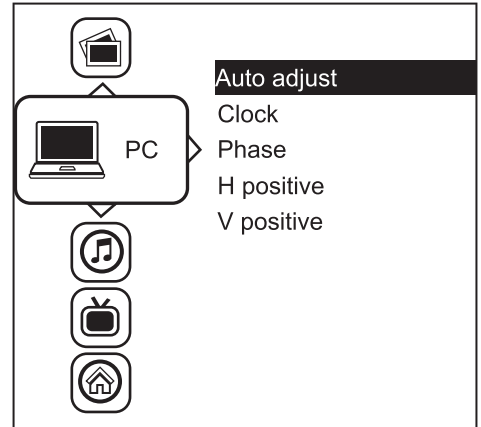 Auto adjust
Clock
PC
Phase
H positive
V positive